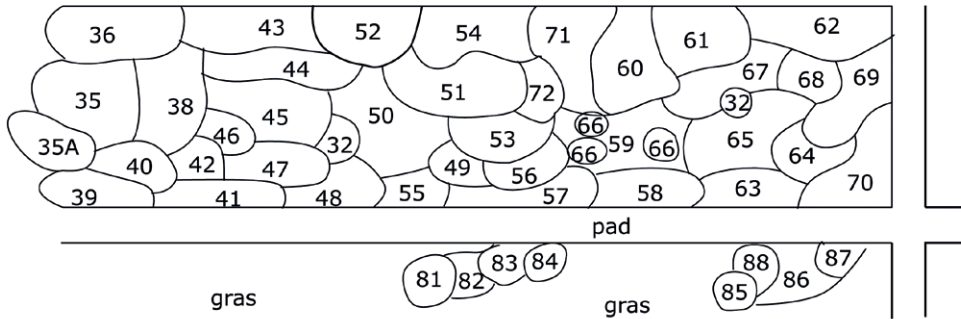 36 43 52 54 71 61 62
44 60 67 68 69
35 38 45 50 51 72 32
46 32 53 66 59 66 65
35A 40 42 47 49 56 66 64
39 41 48 55 57 58 63 70
pad
81 82 83 84 88 86 87
gras gras 85